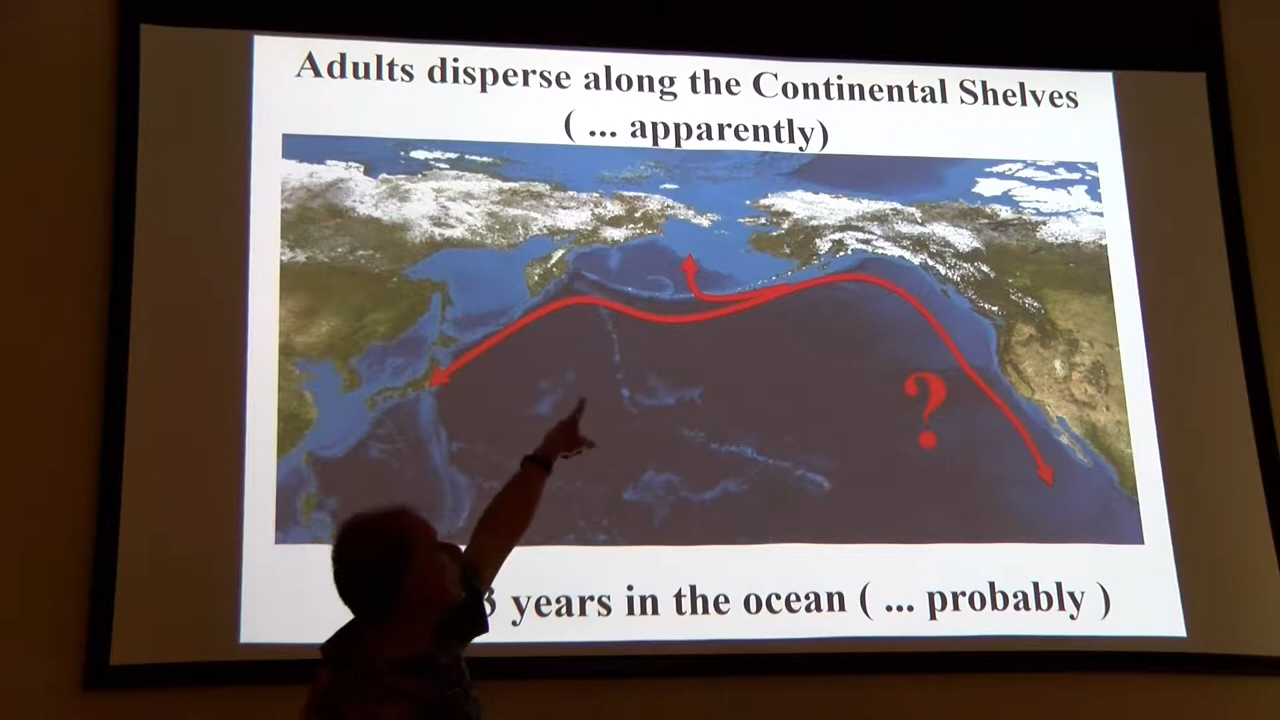 Adults disperse along the Continental Shelves
( ... apparently)
?
years in the ocean ( ... probably )